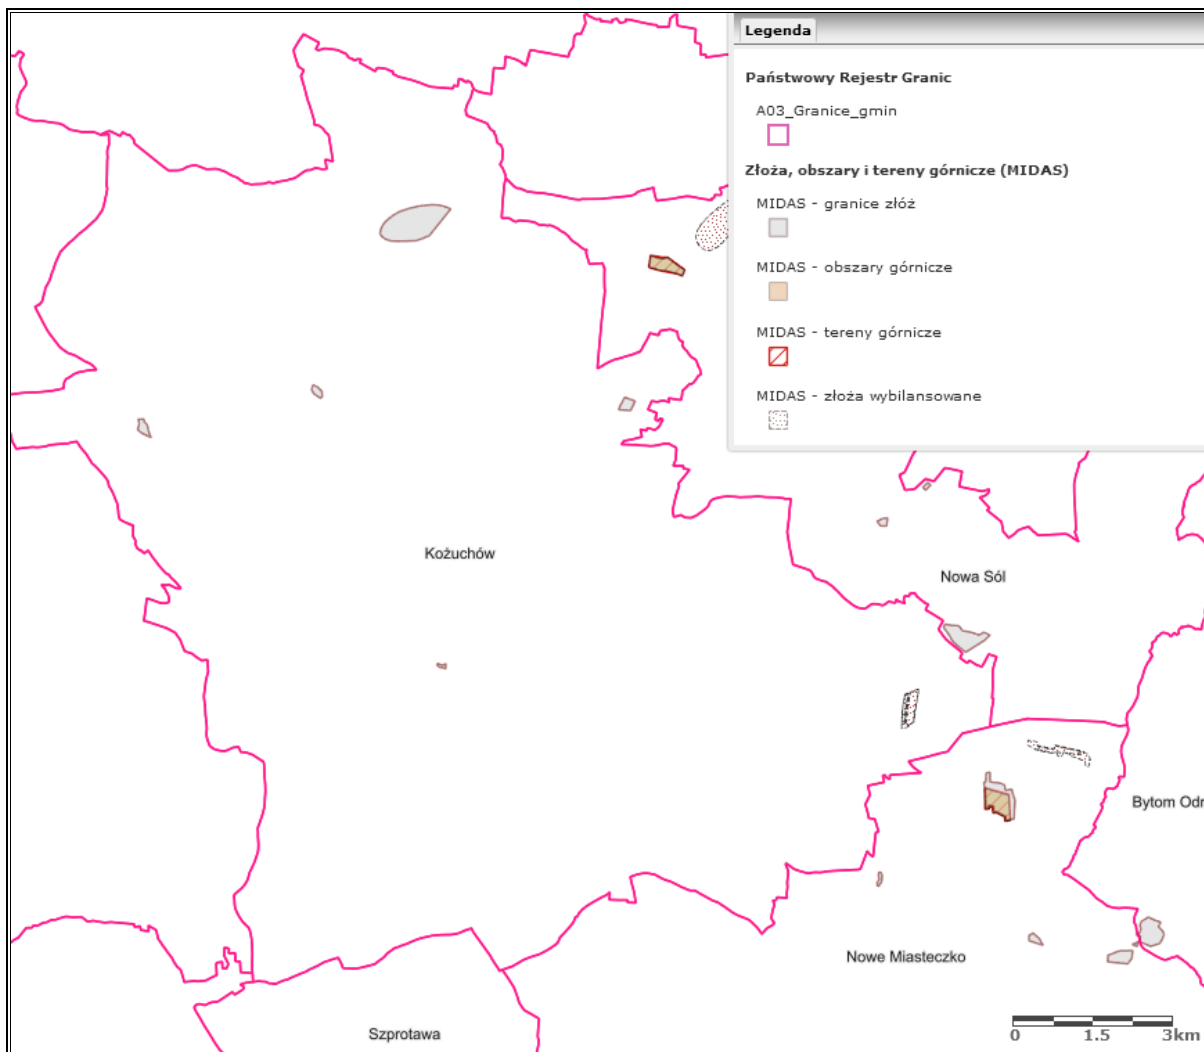 Legenda
Państwowy Rejestr Granic
A03_Granice_gmin
Złoża, obszary i tereny górnicze (MIDAS)
MIDAS - granice złóż
MIDAS - obszary górnicze
MIDAS - tereny górnicze
MIDAS - złoża wybilansowane
Kożuchów
Nowa Sól
Bytom Odr
Nowe Miasteczko
Szprotawa
0 1.5 3km